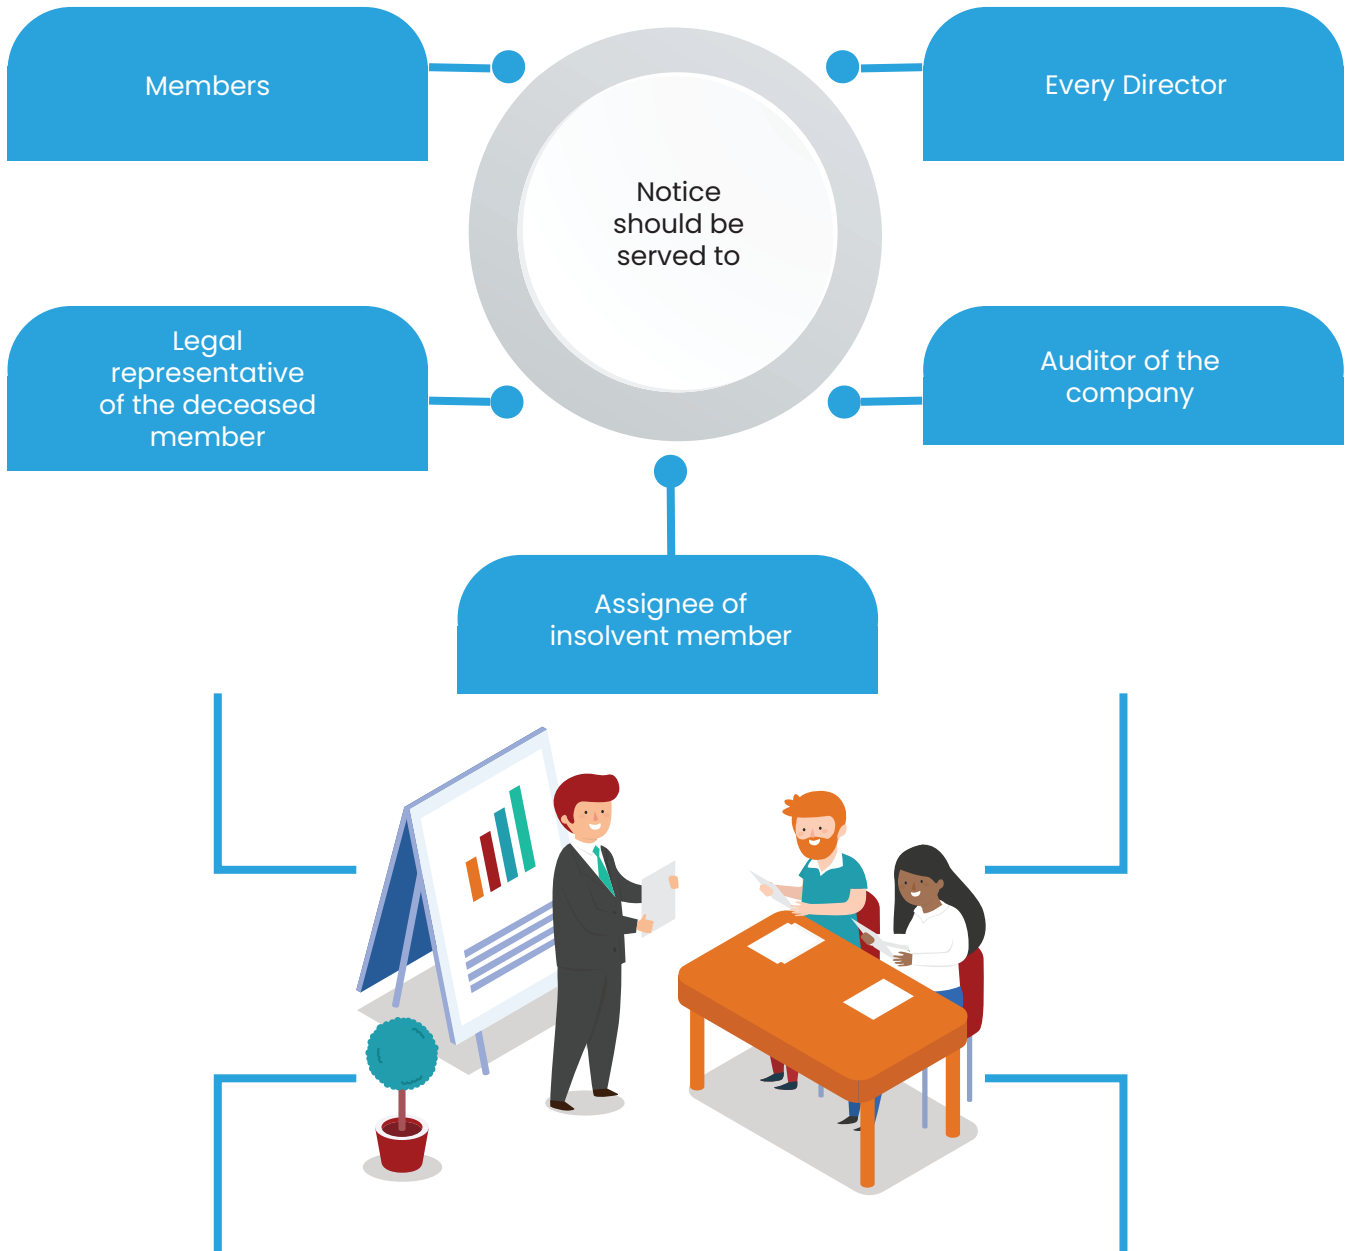 Members
Every Director
Notice
should be
served to
Legal
representative
of the deceased
member
Auditor of the
company
Assignee of
insolvent member